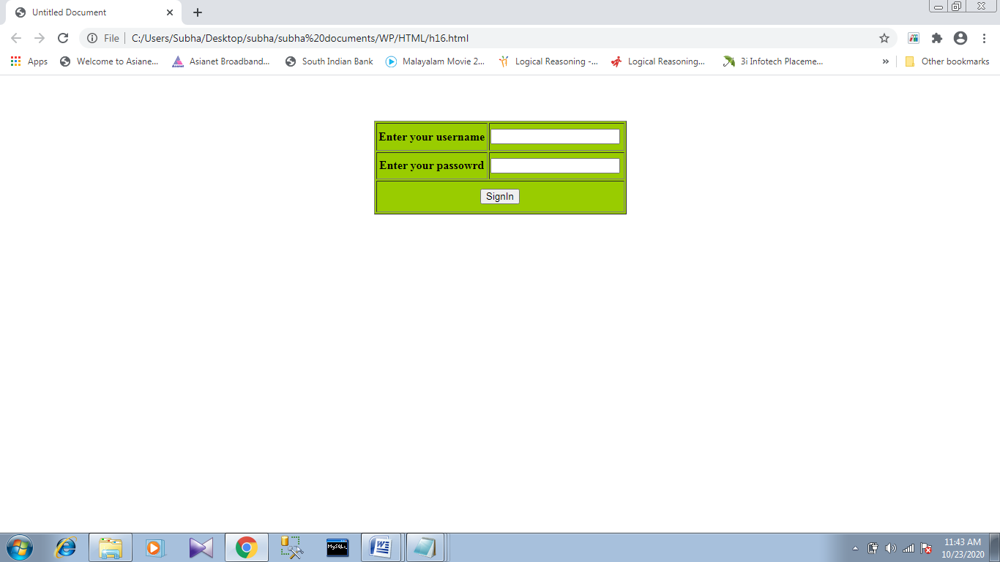 Untitled Document
File
C:/Users/Subha/Desktop/subha/subha%20documents/WP/HTML/h16.html
Apps
Welcome to Asiane...
Asianet Broadband...
South Indian Bank
Malayalam Movie 2...
Logical Reasoning -...
Logical Reasoning...
3i Infotech Placeme...
»
Other bookmarks
Enter your username
Enter your passowrd
SignIn
11:43 AM
10/23/2020